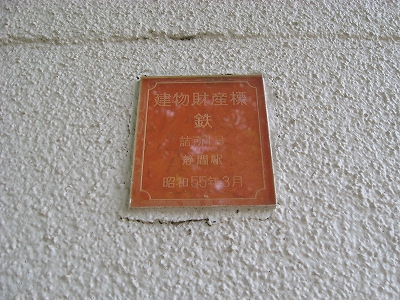 建物財産標
鉄
静岡駅
昭和55年3月